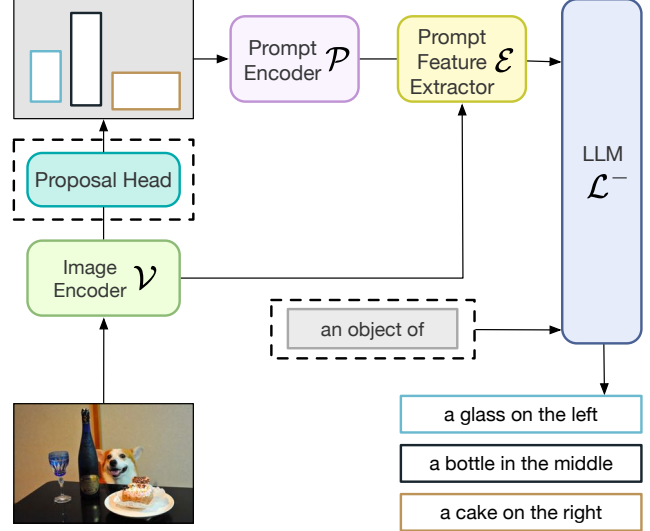 Prompt
Encoder 𝒫
Prompt
Feature ℰ
Extractor
LLM
ℒ⁻
Proposal Head
Image
Encoder 𝒱
an object of
a glass on the left
a bottle in the middle
a cake on the right